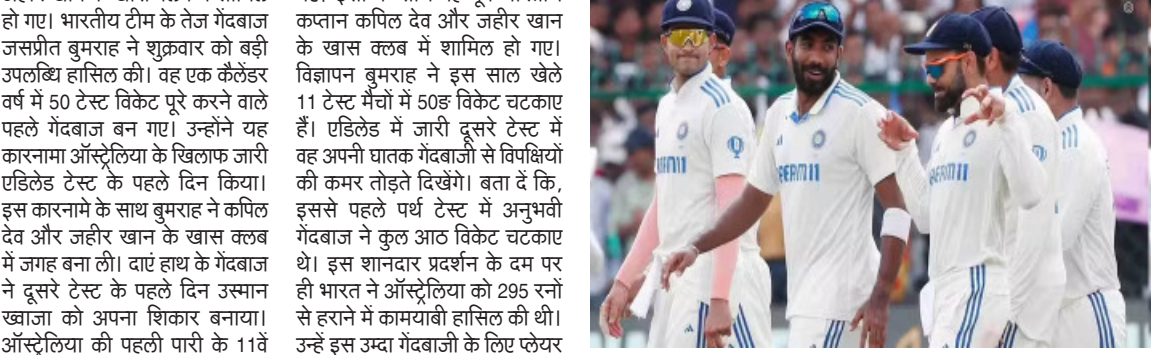 हो गए। भारतीय टीम के तेज गेंदबाज
जसप्रीत बुमराह ने शुक्रवार को बड़ी
उपलब्धि हासिल की। वह एक कैलेंडर
वर्ष में 50 टेस्ट विकेट पूरे करने वाले
पहले गेंदबाज बन गए। उन्होंने यह
कारनामा ऑस्ट्रेलिया के खिलाफ जारी
एडिलेड टेस्ट के पहले दिन किया।
इस कारनामे के साथ बुमराह ने कपिल
देव और जहीर खान के खास क्लब
में जगह बना ली। दाएं हाथ के गेंदबाज
ने दूसरे टेस्ट के पहले दिन उस्मान
ख्वाजा को अपना शिकार बनाया।
ऑस्ट्रेलिया की पहली पारी के 11वें
कप्तान कपिल देव और जहीर खान
के खास क्लब में शामिल हो गए।
विज्ञापन बुमराह ने इस साल खेले
11 टेस्ट मैचों में 50ङ विकेट चटकाए
हैं। एडिलेड में जारी दूसरे टेस्ट में
वह अपनी घातक गेंदबाजी से विपक्षियों
की कमर तोड़ते दिखेंगे। बता दें कि,
इससे पहले पर्थ टेस्ट में अनुभवी
गेंदबाज ने कुल आठ विकेट चटकाए
थे। इस शानदार प्रदर्शन के दम पर
ही भारत ने ऑस्ट्रेलिया को 295 रनों
से हराने में कामयाबी हासिल की थी।
उन्हें इस उम्दा गेंदबाजी के लिए प्लेयर